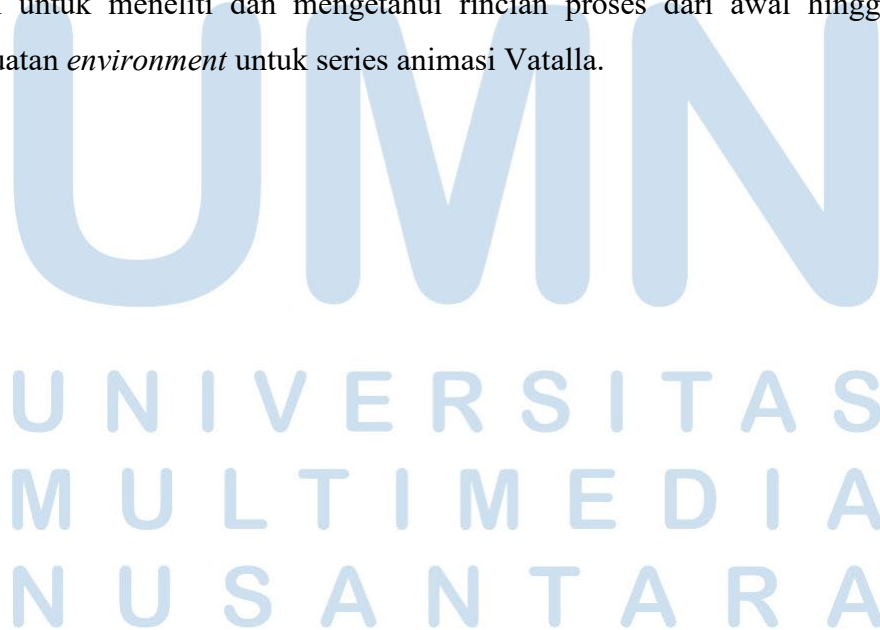 untuk meneliti dan mengetahui rincian proses dari awal
environment untuk series animasi Vatalla.
UMN
UNIVERSITAS
MULTIMEDIA
NUSANTARA